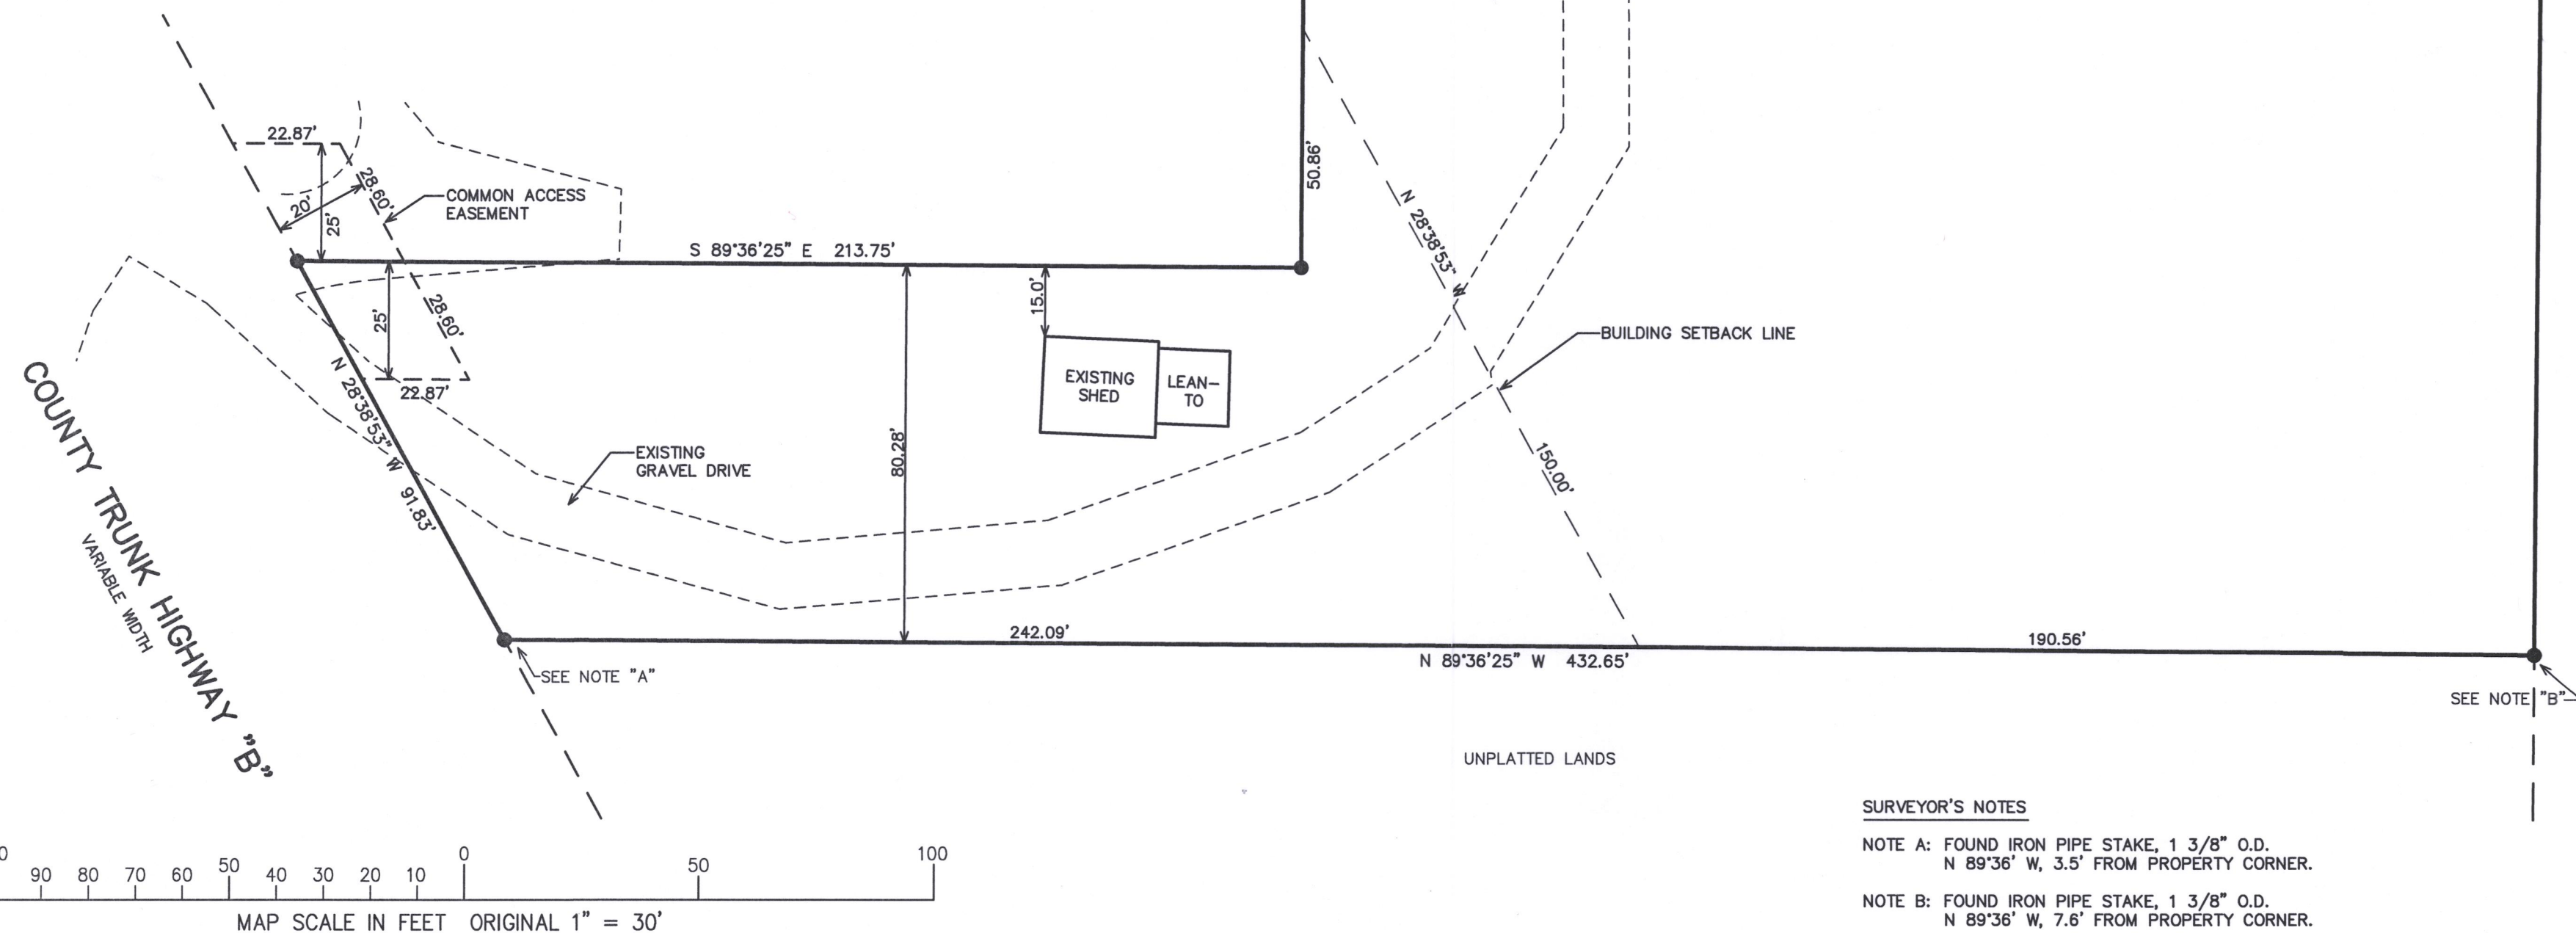 22.87'
28.60'
20'
25'
COMMON ACCESS
EASEMENT
S 89°36'25" E 213.75'
50.86'
N 28°38'53" W
25'
28.60'
22.87'
15.0'
EXISTING
SHED
LEAN-
TO
BUILDING SETBACK LINE
N 28°38'53" W 91.83'
EXISTING
GRAVEL DRIVE
80.28'
150.00'
COUNTY TRUNK HIGHWAY "B"
VARIABLE WIDTH
242.09'
190.56'
N 89°36'25" W 432.65'
SEE NOTE "A"
SEE NOTE "B"
UNPLATTED LANDS
SURVEYOR'S NOTES
NOTE A: FOUND IRON PIPE STAKE, 1 3/8" O.D.
N 89°36' W, 3.5' FROM PROPERTY CORNER.
NOTE B: FOUND IRON PIPE STAKE, 1 3/8" O.D.
N 89°36' W, 7.6' FROM PROPERTY CORNER.
0 90 80 70 60 50 40 30 20 10 0 50 100
MAP SCALE IN FEET ORIGINAL 1" = 30'